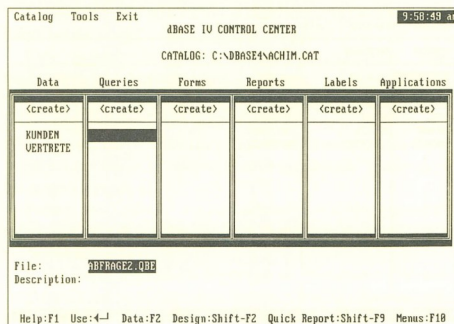 Catalog Tools Exit 9:58:49 a
dBASE IV CONTROL CENTER
CATALOG: C:\DBASE4\ACHIM.CAT
Data Queries Forms Reports Labels Applications
<create> <create> <create> <create> <create> <create>
KUNDEN
VERTRETE
File: ABFRAGE2.QBE
Description:
Help:F1 Use:◄─┘ Data:F2 Design:Shift-F2 Quick Report:Shift-F9 Menus:F10